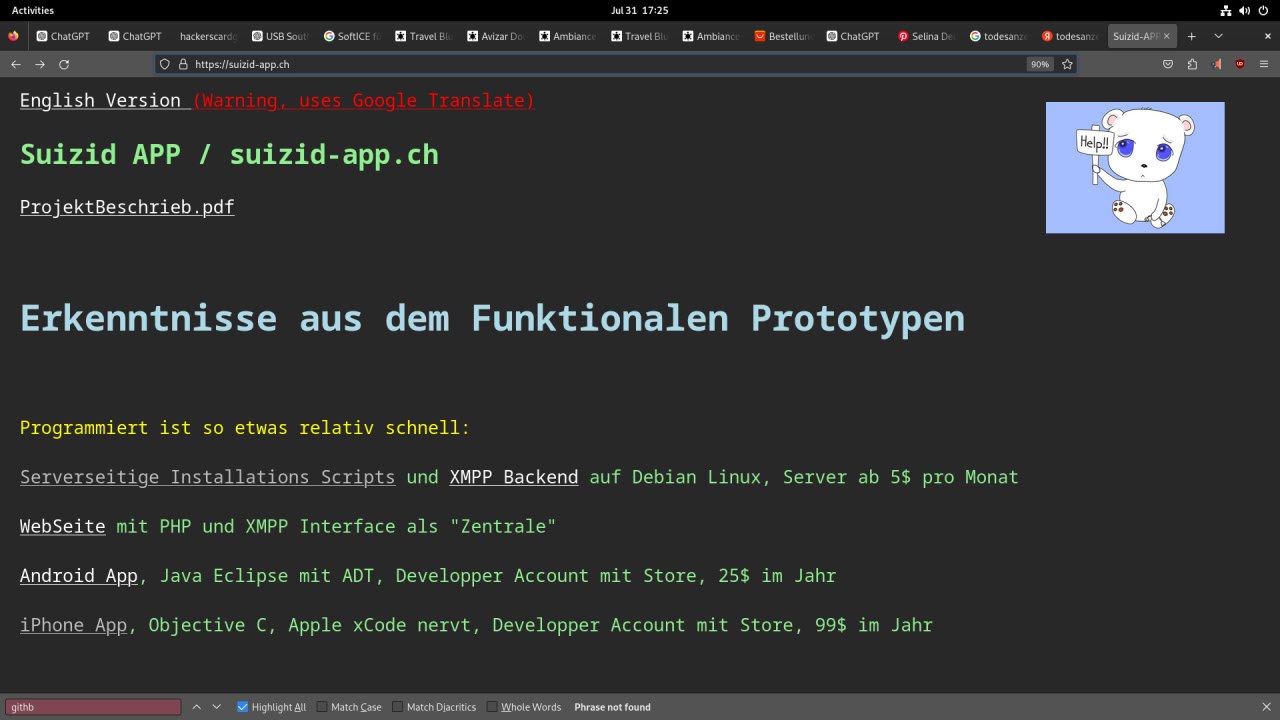 Activities
Jul 31 17:25
ChatGPT
ChatGPT
hackerscard
USB Sout
SoftICE fü
Travel Blu
Avizar Do
Ambiance
Travel Blu
Ambiance
Bestellun
ChatGPT
Selina De
todesanze
todesanze
Suizid-APP
https://suizid-app.ch
90%
English Version (Warning, uses Google Translate)
Help!!
Suizid APP / suizid-app.ch
ProjektBeschrieb.pdf
Erkenntnisse aus dem Funktionalen Prototypen
Programmiert ist so etwas relativ schnell:
Serverseitige Installations Scripts und XMPP Backend auf Debian Linux, Server ab 5$ pro Monat
WebSeite mit PHP und XMPP Interface als "Zentrale"
Android App, Java Eclipse mit ADT, Developper Account mit Store, 25$ im Jahr
iPhone App, Objective C, Apple xCode nervt, Developper Account mit Store, 99$ im Jahr
githb
Highlight All
Match Case
Match Diacritics
Whole Words
Phrase not found